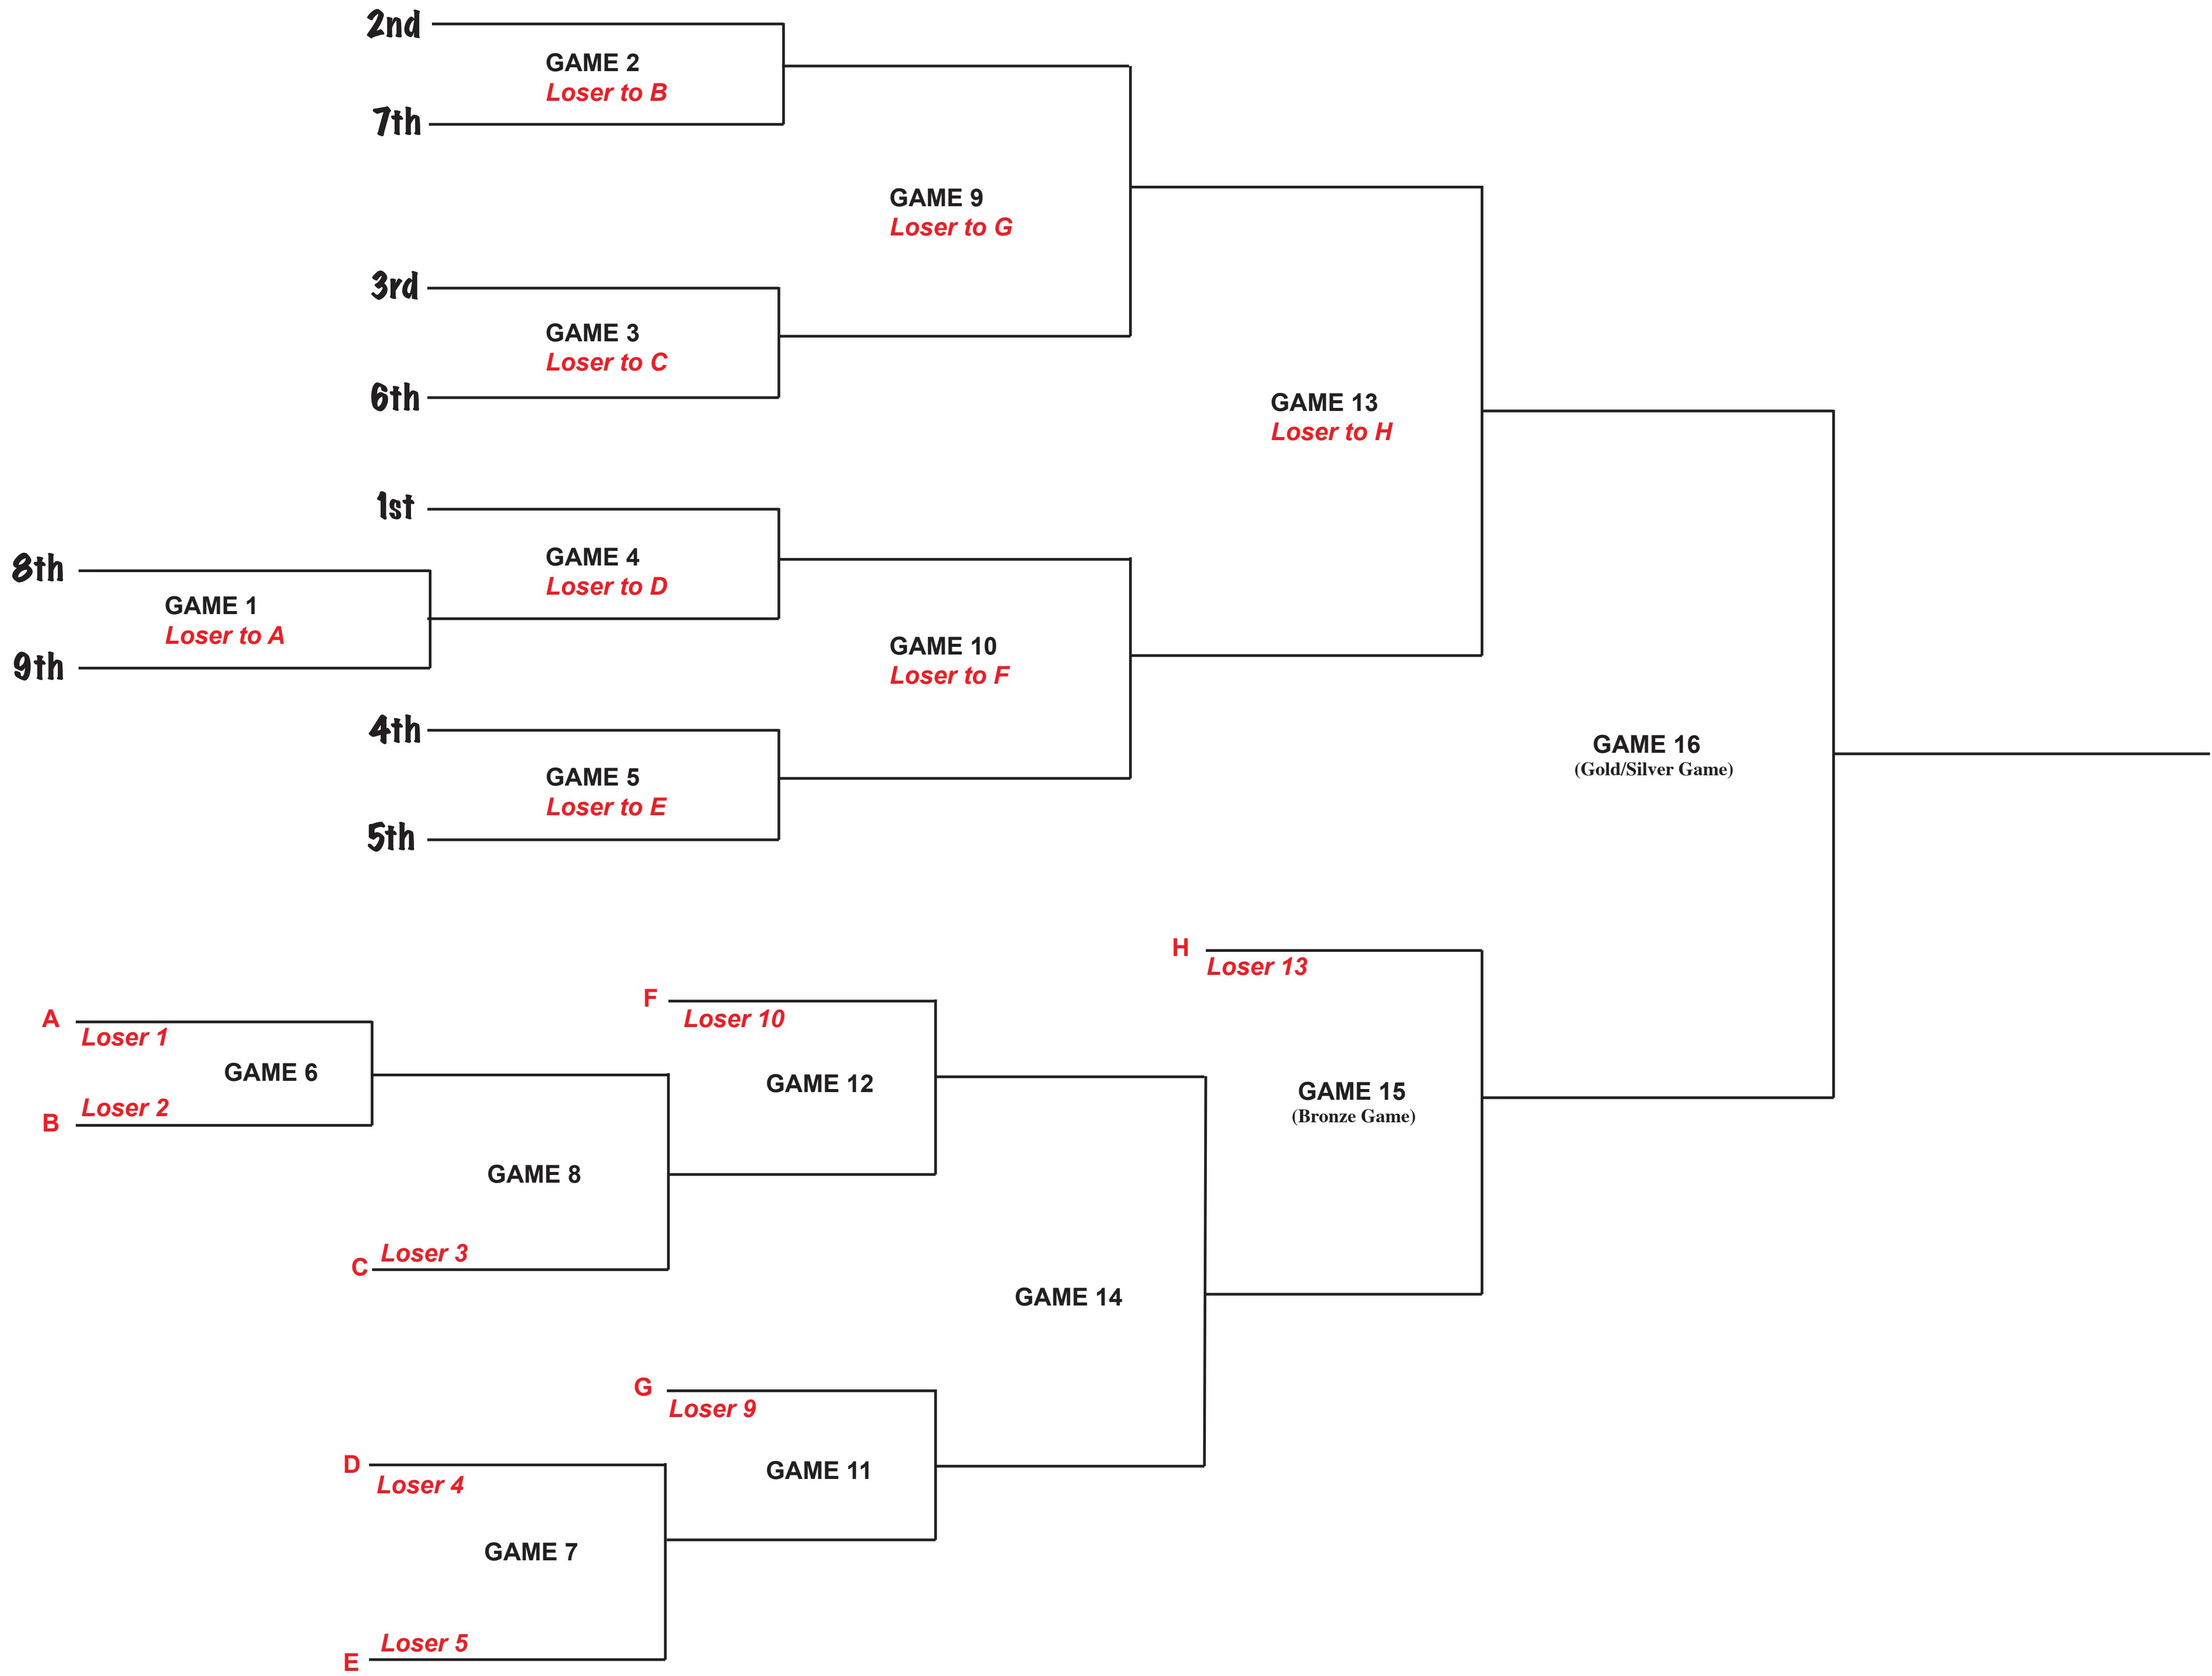 2nd
GAME 2
Loser to B
7th
GAME 9
Loser to G
3rd
GAME 3
Loser to C
6th
GAME 13
Loser to H
1st
GAME 4
Loser to D
8th
GAME 1
Loser to A
9th
GAME 10
Loser to F
4th
GAME 5
Loser to E
5th
GAME 16
(Gold/Silver Game)
H
Loser 13
F
Loser 10
A
Loser 1
GAME 6
GAME 12
GAME 15
(Bronze Game)
Loser 2
B
GAME 8
Loser 3
C
GAME 14
G
Loser 9
D
Loser 4
GAME 11
GAME 7
Loser 5
E